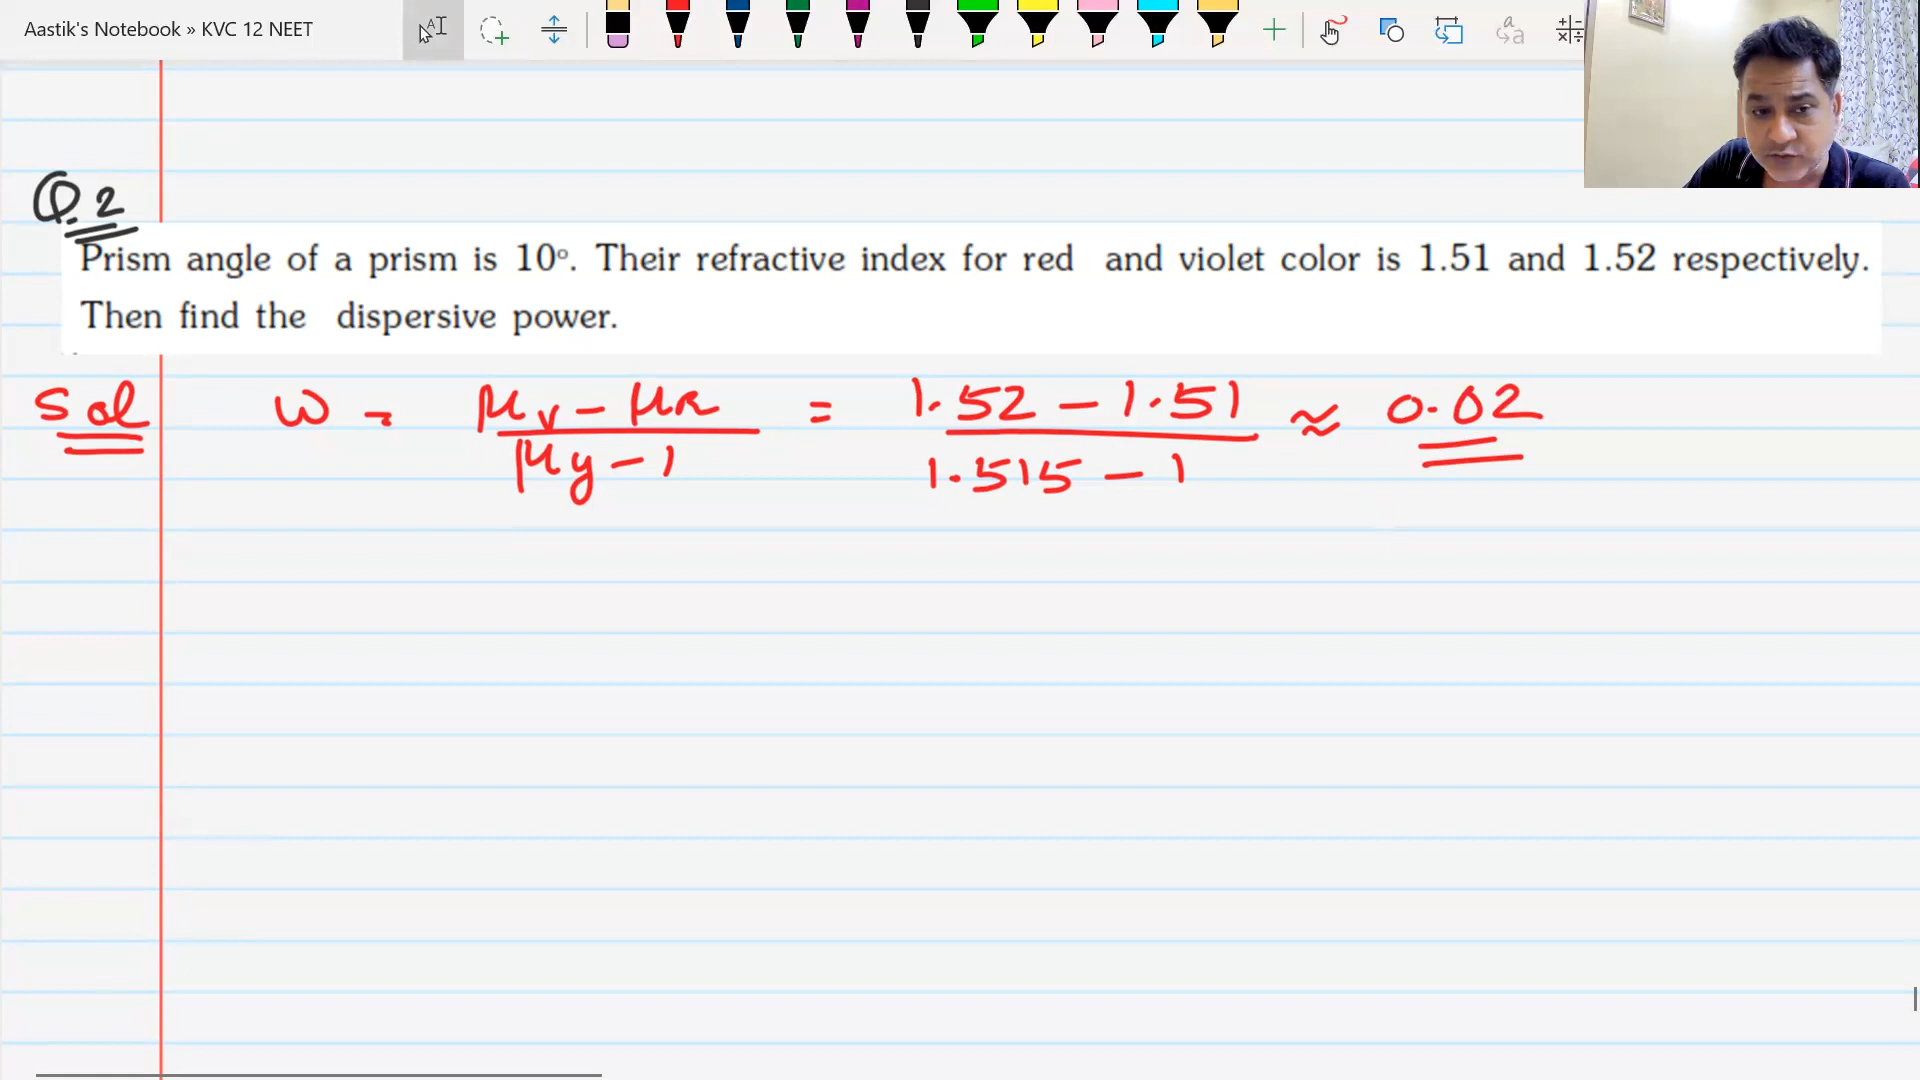 Aastik's Notebook » KVC 12 NEET
Q.2
Prism angle of a prism is 10°. Their refractive index for red and violet color is 1.51 and 1.52 respectively.
Then find the dispersive power.
Sol ω = (μv – μR)/(μy – 1) = (1.52 – 1.51)/(1.515 – 1) ≈ 0.02